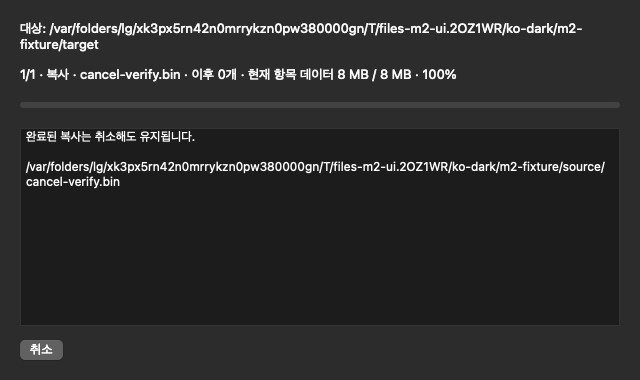 대상: /var/folders/lg/xk3px5rn42n0mrrykzn0pw380000gn/T/files-m2-ui.2OZ1WR/ko-dark/m2-
fixture/target
1/1 · 복사 · cancel-verify.bin · 이후 0개 · 현재 항목 데이터 8 MB / 8 MB · 100%
완료된 복사는 취소해도 유지됩니다.
/var/folders/lg/xk3px5rn42n0mrrykzn0pw380000gn/T/files-m2-ui.2OZ1WR/ko-dark/m2-fixture/source/
cancel-verify.bin
취소